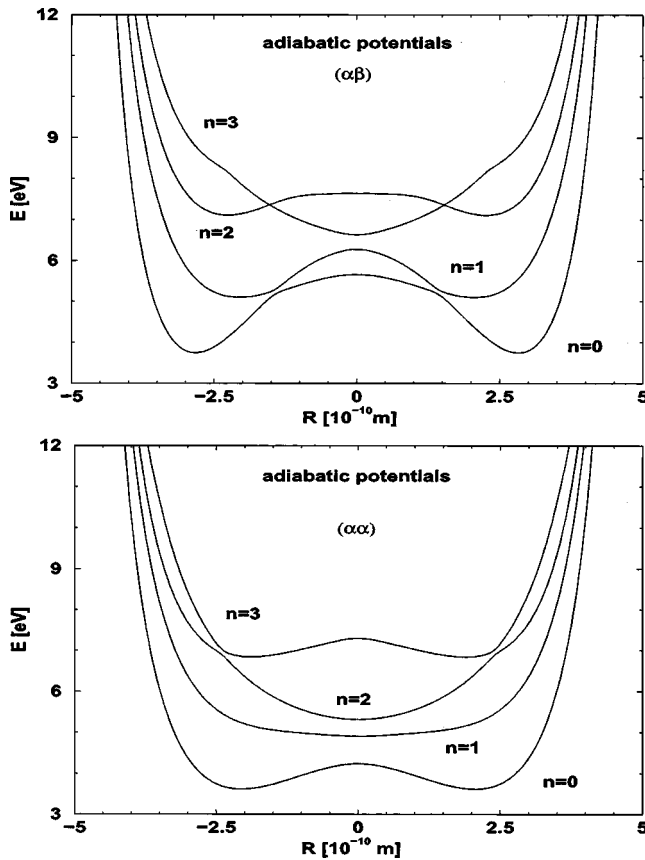 12
adiabatic potentials
(αβ)
n=3
9
E [eV]
n=2
n=1
6
n=0
3
−5
−2.5
0
2.5
5
R [10⁻¹⁰m]
12
adiabatic potentials
(αα)
9
n=3
E [eV]
n=2
6
n=1
n=0
3
−5
−2.5
0
2.5
5
R [10⁻¹⁰ m]